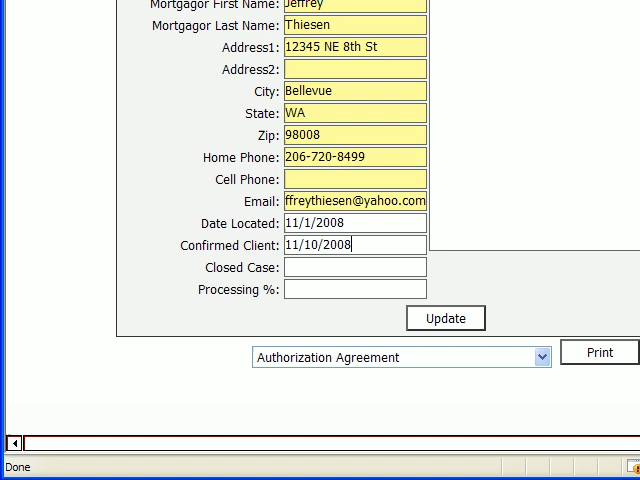 Mortgagor First Name: Jeffrey
Mortgagor Last Name: Thiesen
Address1: 12345 NE 8th St
Address2:
City: Bellevue
State: WA
Zip: 98008
Home Phone: 206-720-8499
Cell Phone:
Email: ffreythiesen@yahoo.com
Date Located: 11/1/2008
Confirmed Client: 11/10/2008
Closed Case:
Processing %:
Update
Authorization Agreement
Print
Done